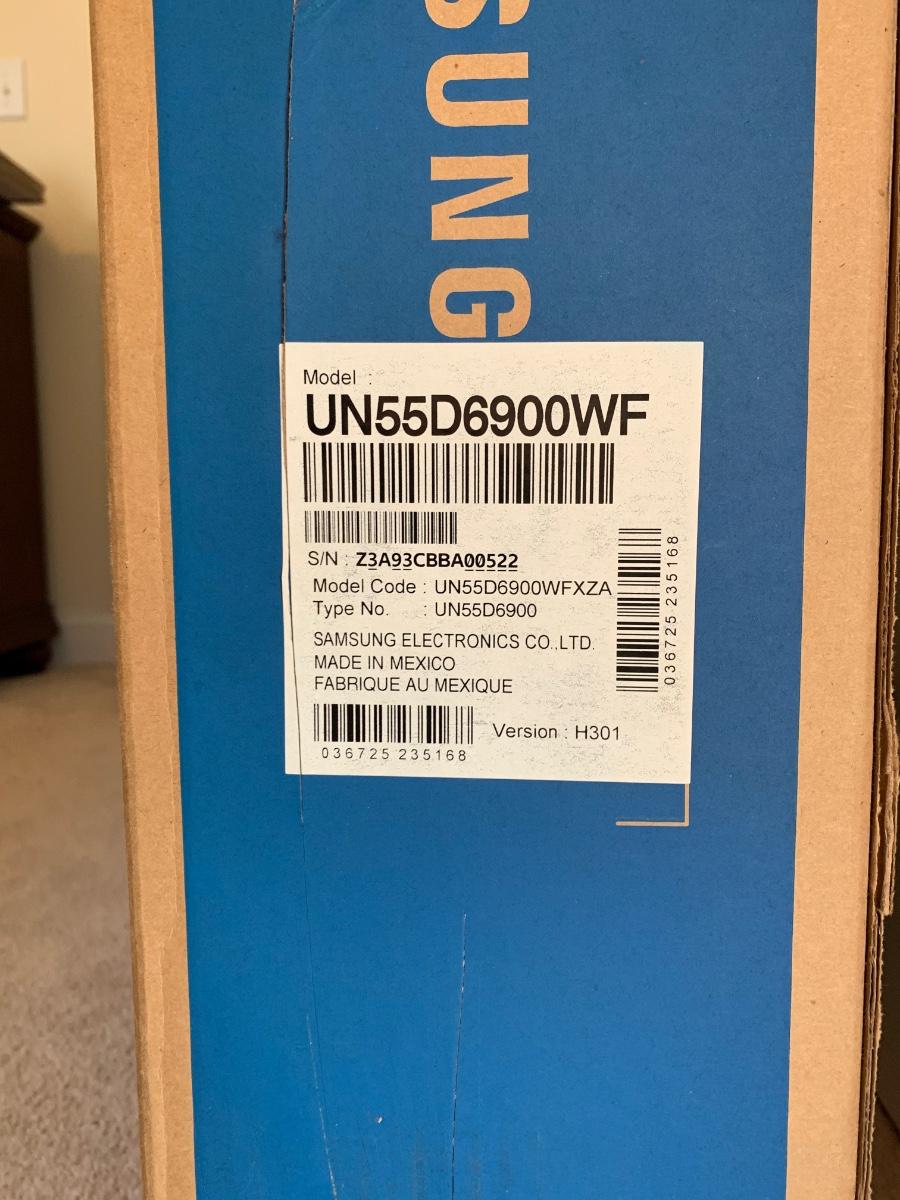 SUNG
Model :
UN55D6900WF
S/N : Z3A93CBBA00522
Model Code : UN55D6900WFXZA
Type No. : UN55D6900
SAMSUNG ELECTRONICS CO.,LTD.
MADE IN MEXICO
FABRIQUE AU MEXIQUE
036725 235168
Version : H301
036725 235168